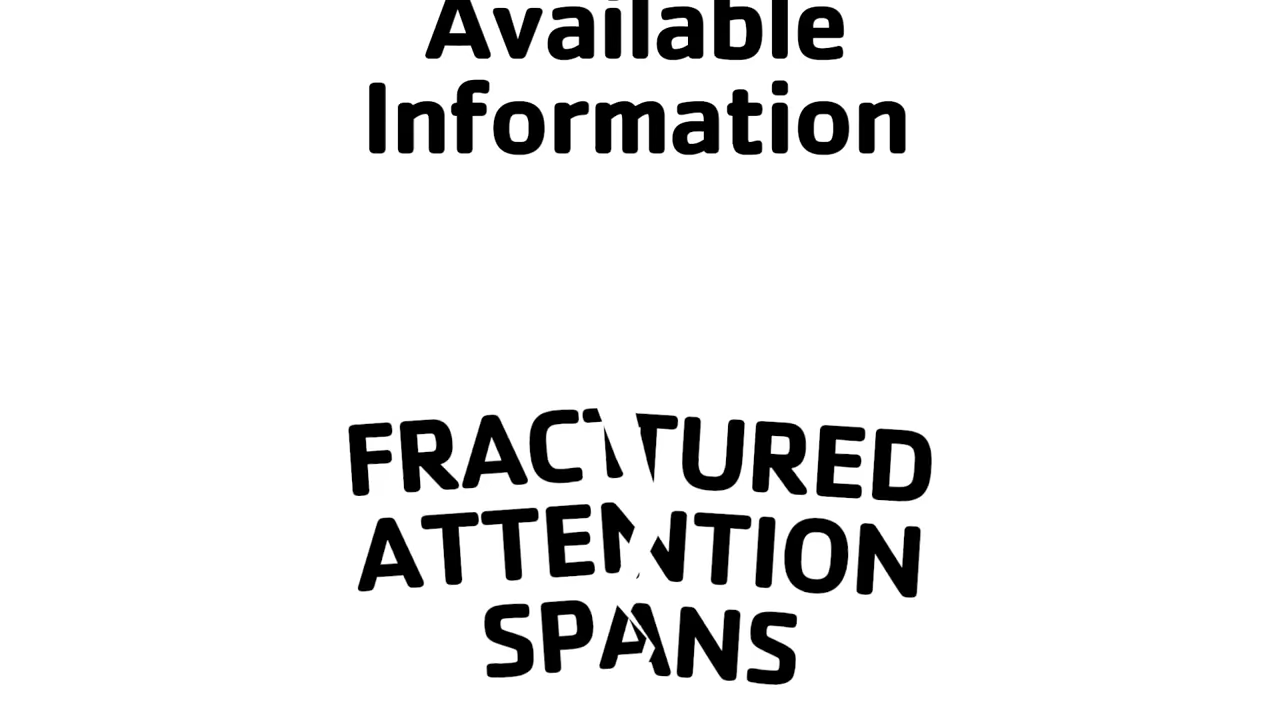 Available
Information
FRACTURED
ATTENTION
SPANS